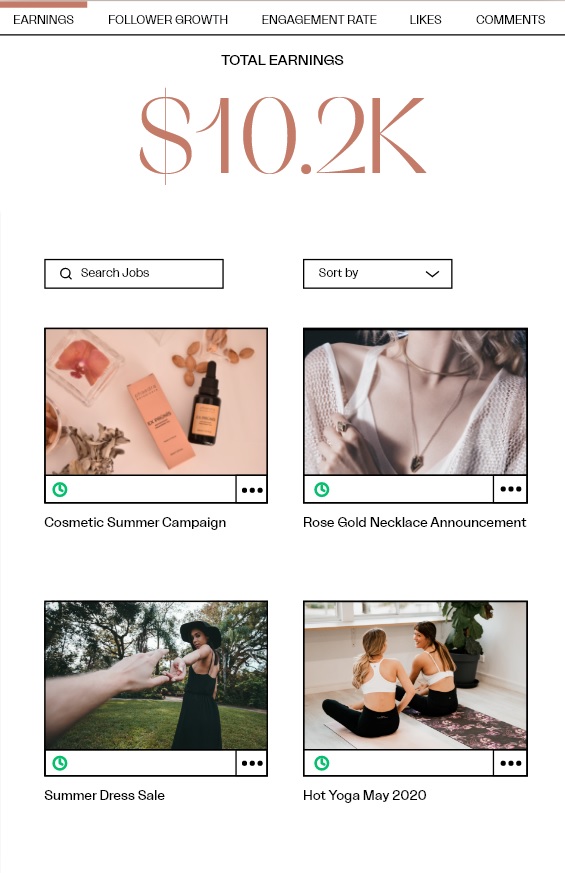 EARNINGS FOLLOWER GROWTH ENGAGEMENT RATE LIKES COMMENTS
TOTAL EARNINGS
$10.2K
Search Jobs
Sort by
Cosmetic Summer Campaign
Rose Gold Necklace Announcement
Summer Dress Sale
Hot Yoga May 2020